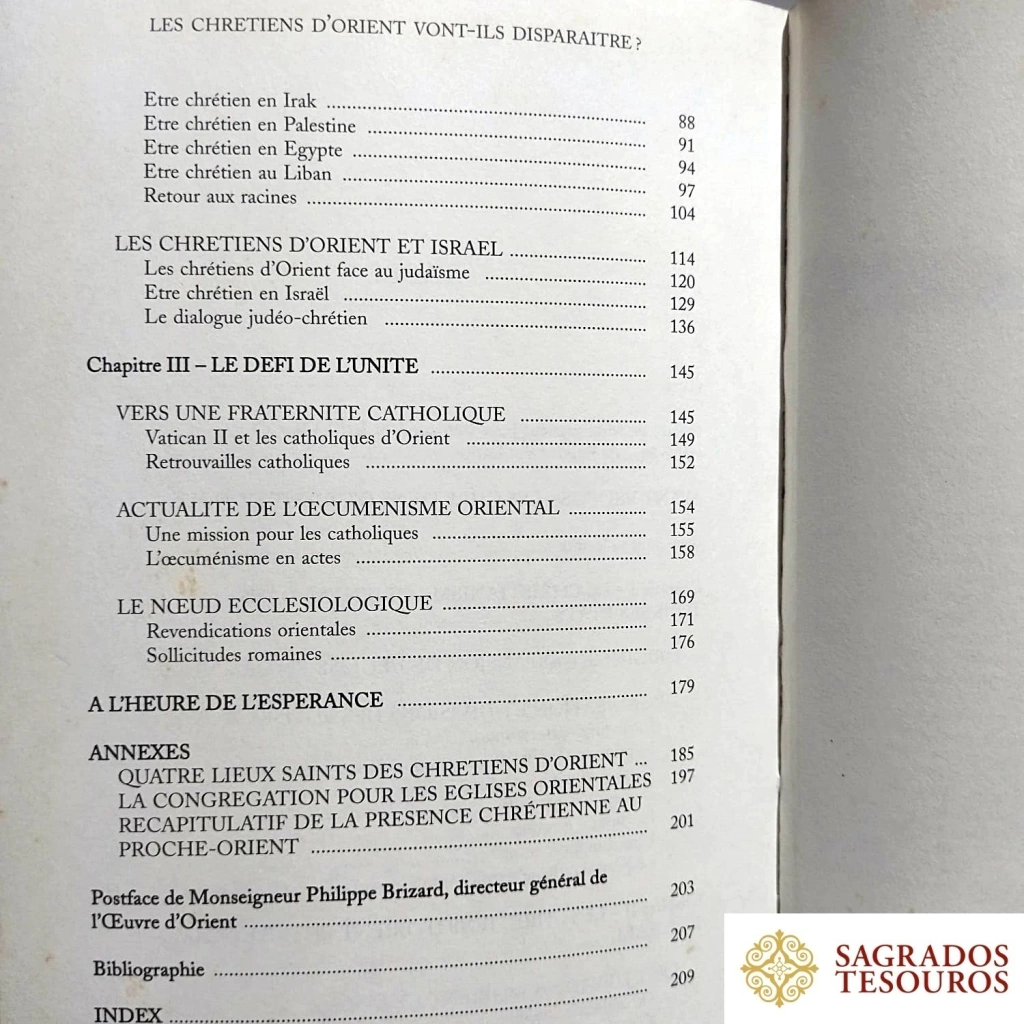 LES CHRETIENS D'ORIENT VONT-ILS DISPARAITRE ?
Etre chrétien en Irak ........ 88
Etre chrétien en Palestine ........ 91
Etre chrétien en Egypte ........ 94
Etre chrétien au Liban ........ 97
Retour aux racines ........ 104
LES CHRETIENS D'ORIENT ET ISRAEL ........ 114
Les chrétiens d'Orient face au judaïsme ........ 120
Etre chrétien en Israël ........ 129
Le dialogue judéo-chrétien ........ 136
Chapitre III – LE DEFI DE L'UNITE ........ 145
VERS UNE FRATERNITE CATHOLIQUE ........ 145
Vatican II et les catholiques d'Orient ........ 149
Retrouvailles catholiques ........ 152
ACTUALITE DE L'ŒCUMENISME ORIENTAL ........ 154
Une mission pour les catholiques ........ 155
L'œcuménisme en actes ........ 158
LE NŒUD ECCLESIOLOGIQUE ........ 169
Revendications orientales ........ 171
Sollicitudes romaines ........ 176
A L'HEURE DE L'ESPERANCE ........ 179
ANNEXES
QUATRE LIEUX SAINTS DES CHRETIENS D'ORIENT ... 185
LA CONGREGATION POUR LES EGLISES ORIENTALES 197
RECAPITULATIF DE LA PRESENCE CHRÉTIENNE AU
PROCHE-ORIENT ........ 201
Postface de Monseigneur Philippe Brizard, directeur général de
l'Œuvre d'Orient ........ 203
Bibliographie ........ 207
INDEX ........ 209
SAGRADOS
TESOUROS